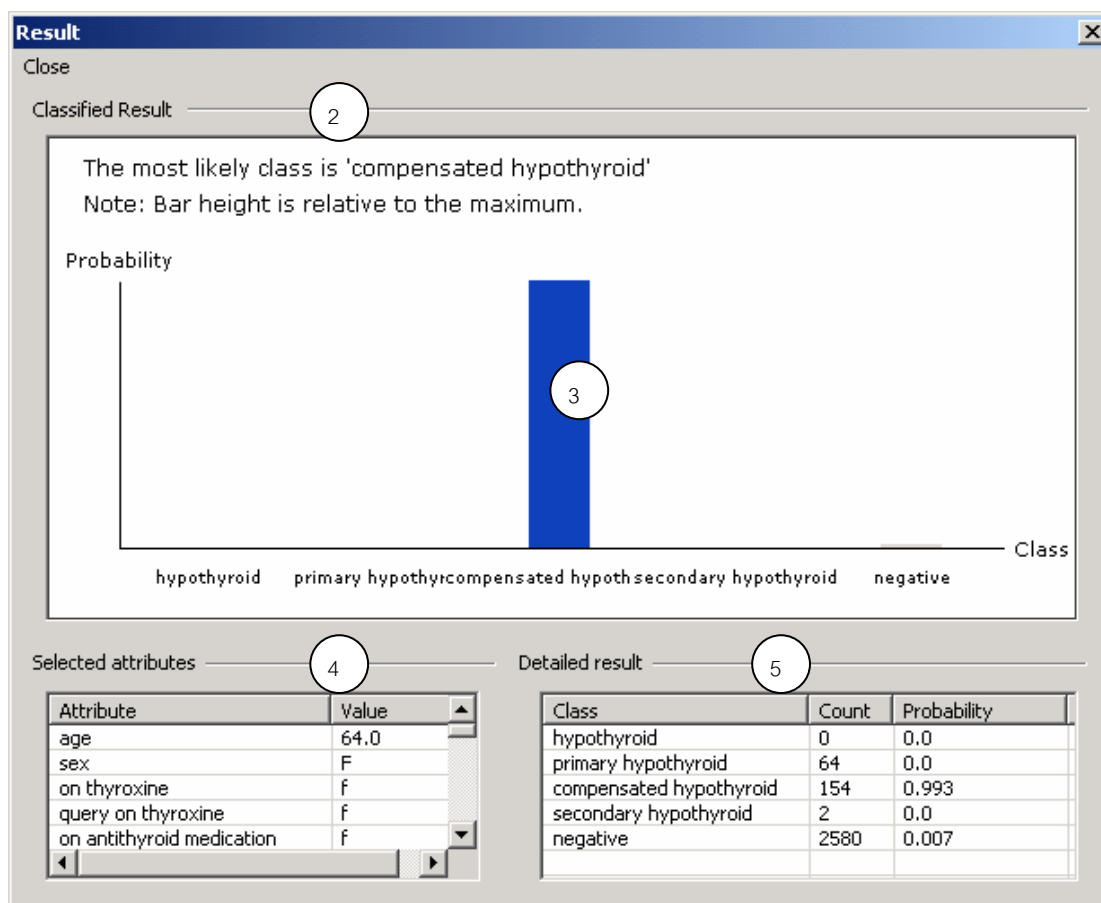 Result
Close
Classified Result
2
The most likely class is 'compensated hypothyroid'
Note: Bar height is relative to the maximum.
Probability
3
Class
hypothyroid primary hypothyrcompensated hypothsecondary hypothyroid negative
Selected attributes
4
Attribute Value
age 64.0
sex F
on thyroxine f
query on thyroxine f
on antithyroid medication f
Detailed result
5
Class Count Probability
hypothyroid 0 0.0
primary hypothyroid 64 0.0
compensated hypothyroid 154 0.993
secondary hypothyroid 2 0.0
negative 2580 0.007